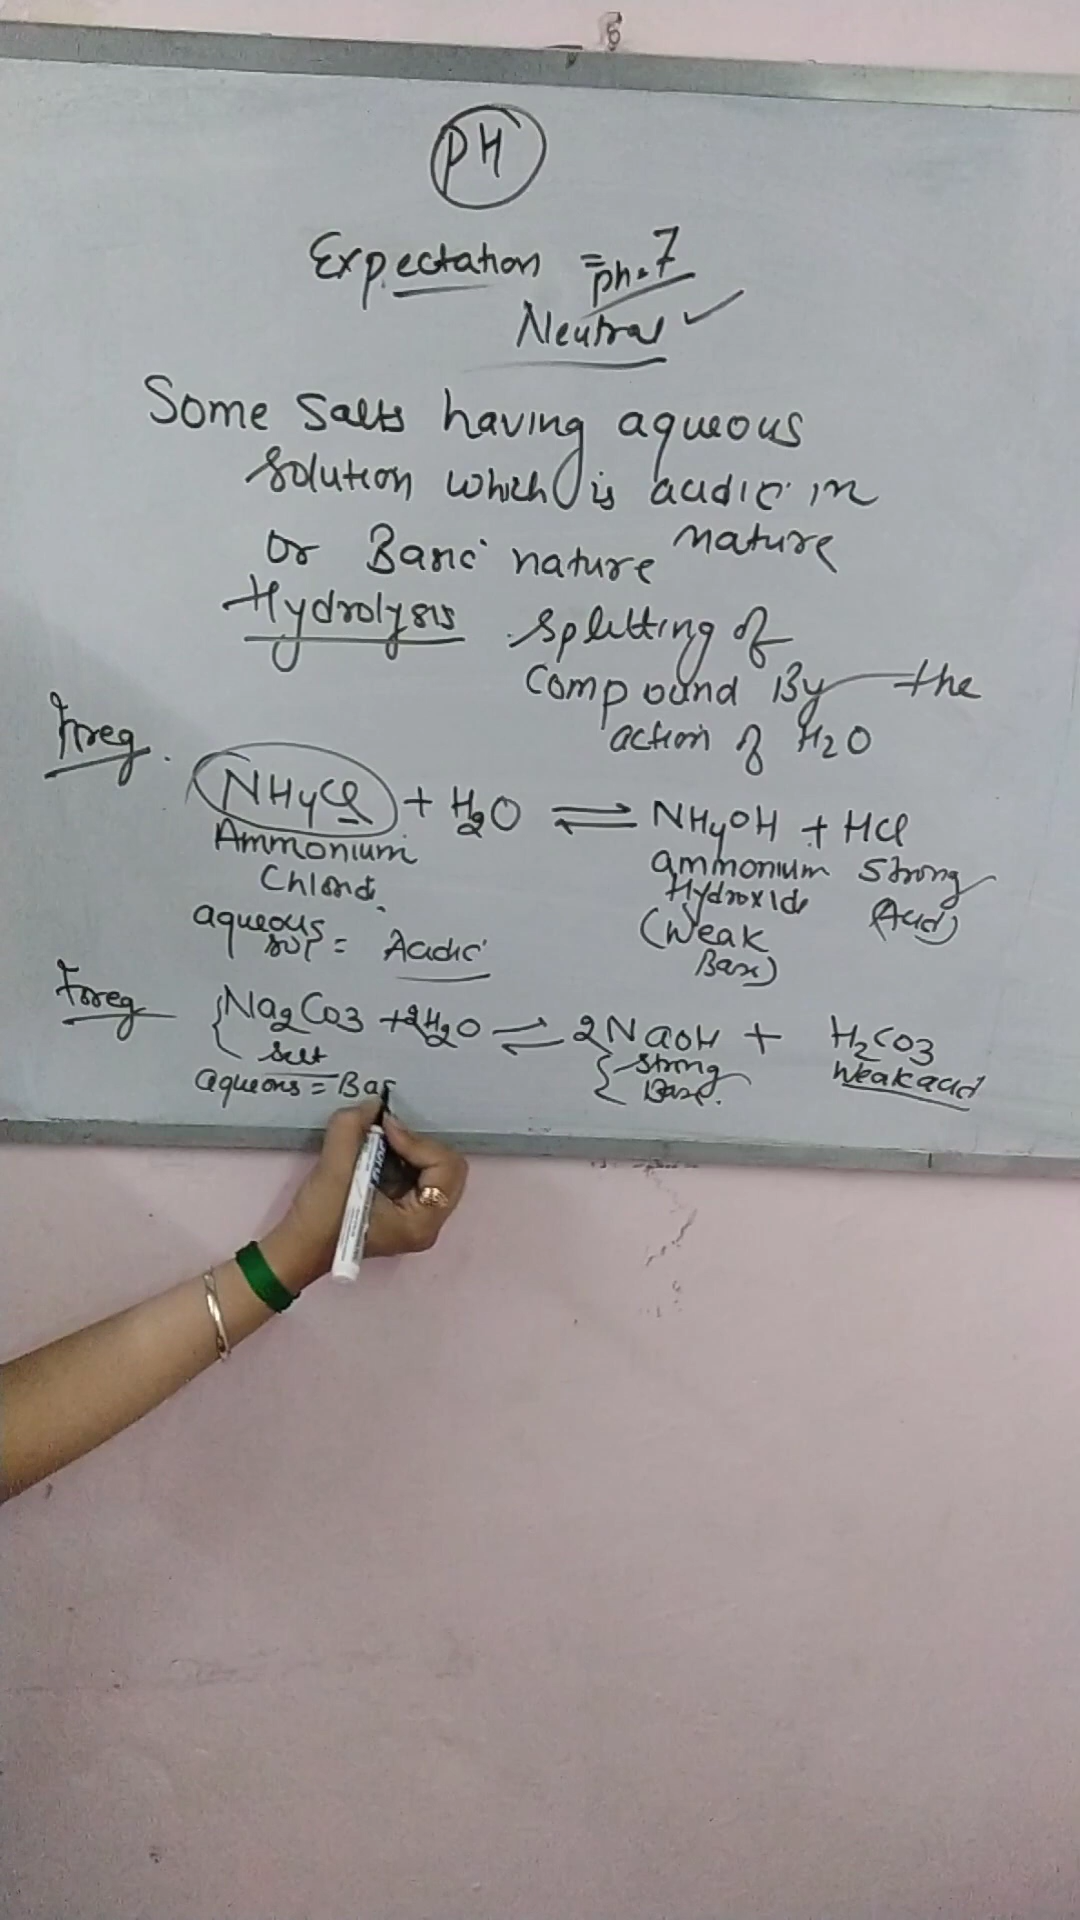 PH
Expectation = ph = 7
Neutral ✓
Some Salts having aqueous
Solution which is acidic in
nature
or Basic nature
Hydrolysis splitting of
Compound By the
action of H2O
For eg.
NH4Cl + H2O ⇌ NH4OH + HCl
Ammonium
Chlorid.
aqueous
sol = Acidic
ammonium
Hydroxide
(Weak
Base)
Strong
(Acid)
For eg
Na2CO3 + 2H2O ⇌ 2NaOH + H2CO3
Salt
aqueous = Bas
Strong
Base.
Weak acid